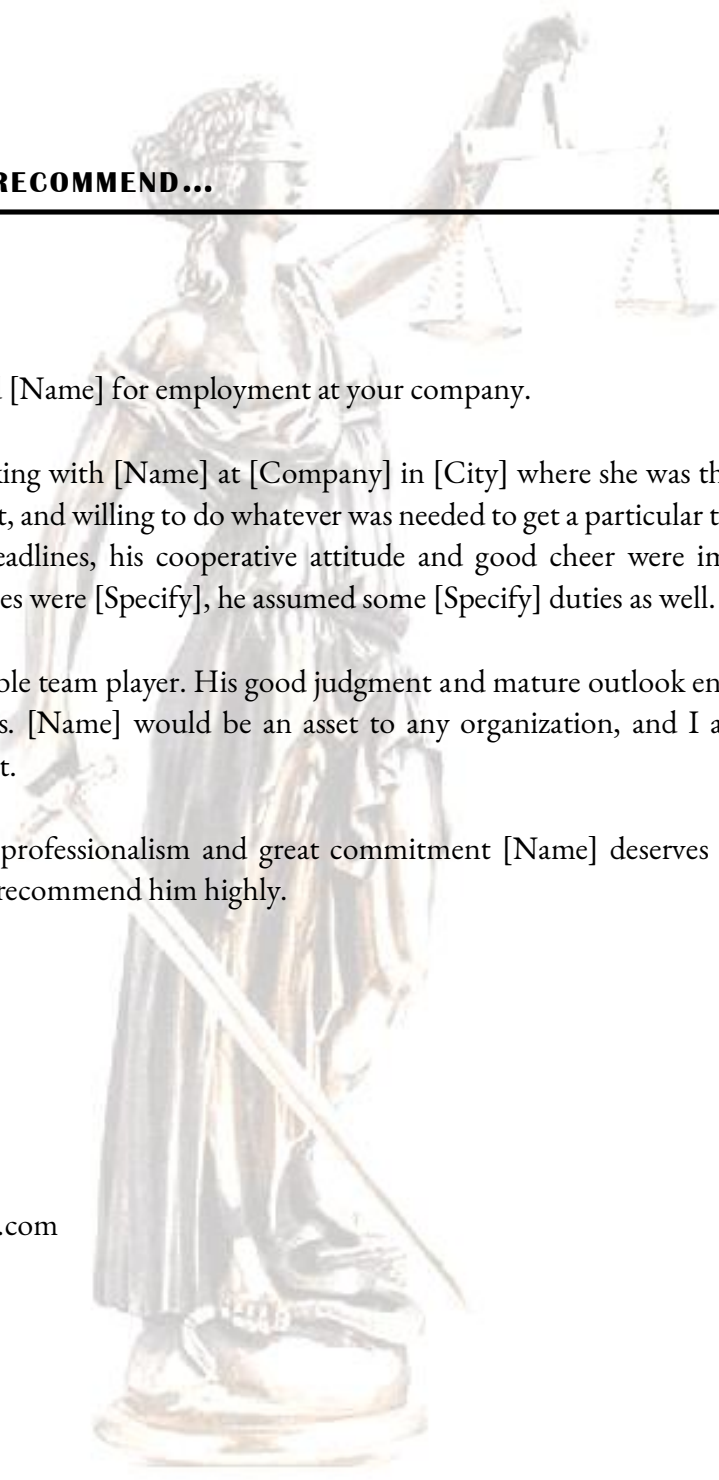 RECOMMEND...
[Name] for employment at your company.
king with [Name] at [Company] in [City] where she was th
t, and willing to do whatever was needed to get a particular t
eadlines, his cooperative attitude and good cheer were im
es were [Specify], he assumed some [Specify] duties as well.
ble team player. His good judgment and mature outlook en
s. [Name] would be an asset to any organization, and I a
t.
professionalism and great commitment [Name] deserves
recommend him highly.
.com